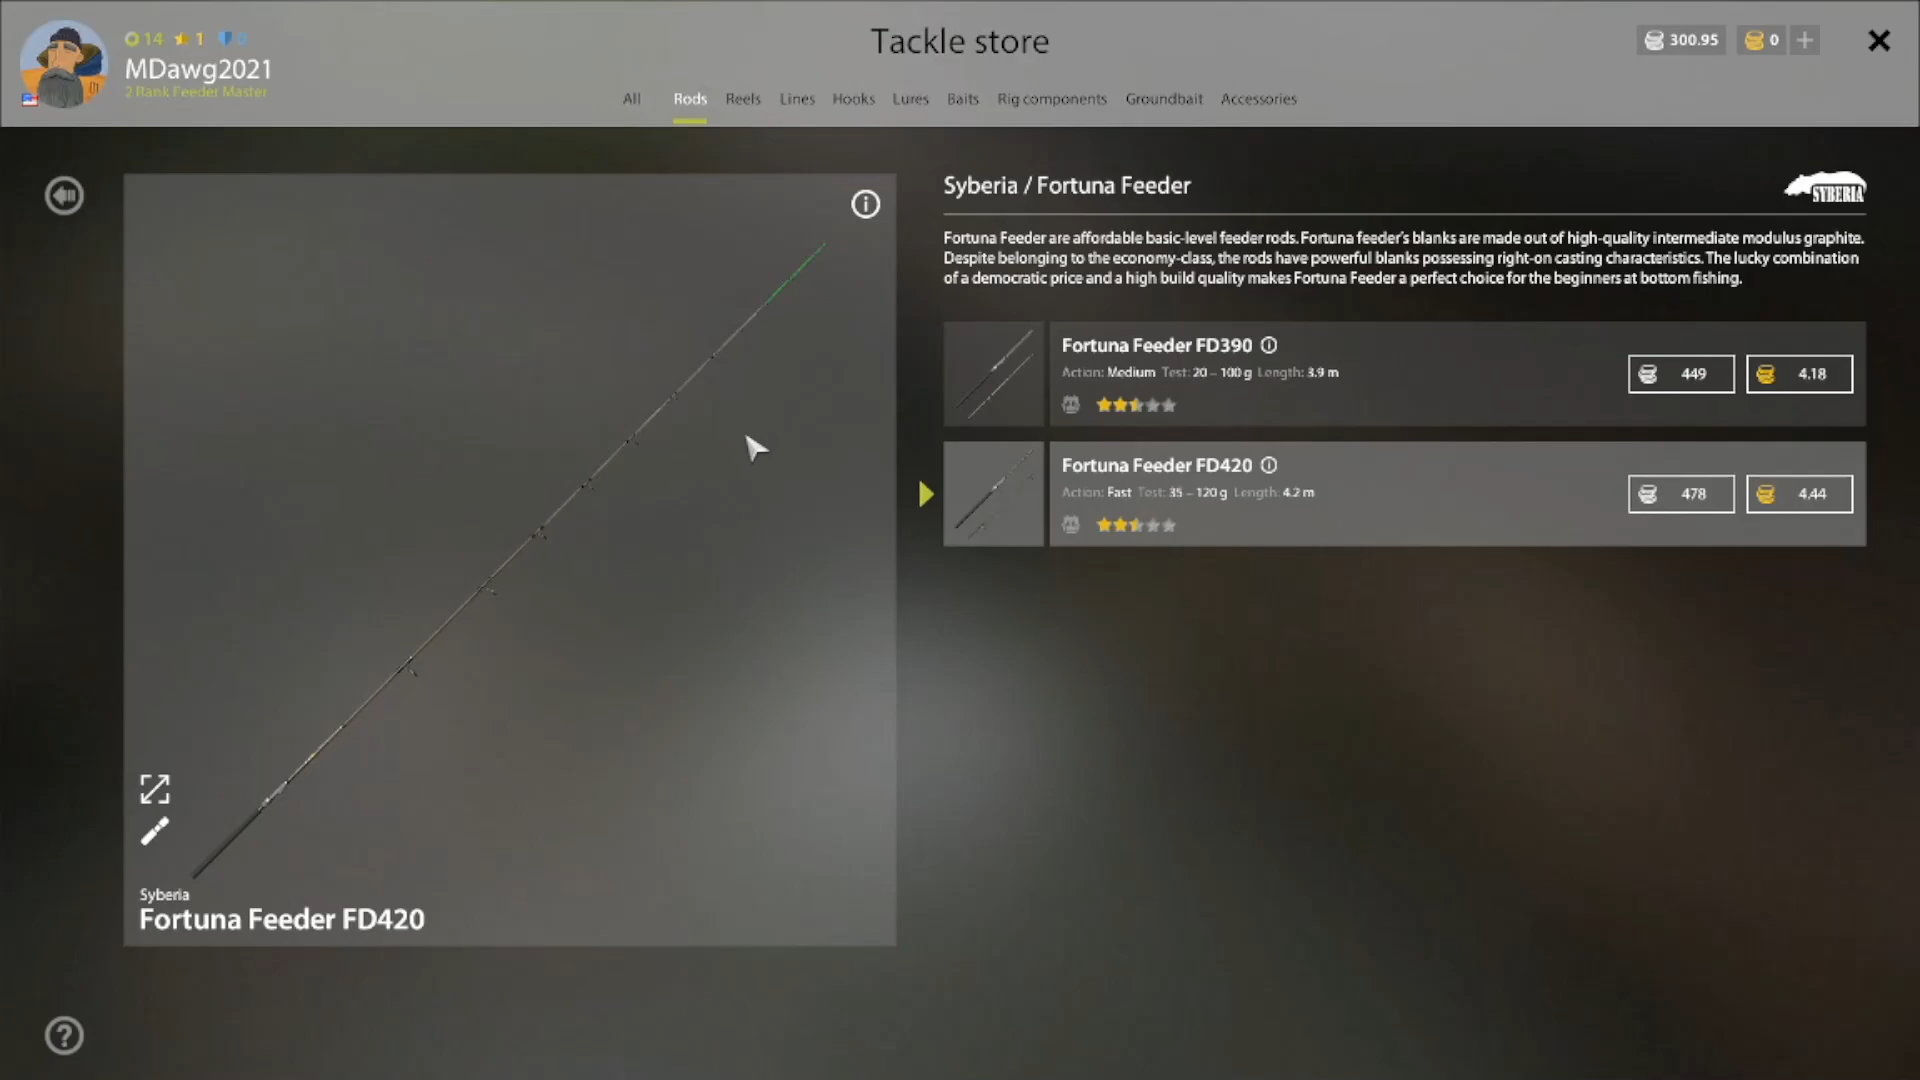 14 1 0
MDawg2021
2 Rank Feeder Master
Tackle store
300.95 0
All Rods Reels Lines Hooks Lures Baits Rig components Groundbait Accessories
Syberia / Fortuna Feeder
SYBERIA
Fortuna Feeder are affordable basic-level feeder rods. Fortuna feeder's blanks are made out of high-quality intermediate modulus graphite.
Despite belonging to the economy-class, the rods have powerful blanks possessing right-on casting characteristics. The lucky combination
of a democratic price and a high build quality makes Fortuna Feeder a perfect choice for the beginners at bottom fishing.
Fortuna Feeder FD390
Action: Medium Test: 20 – 100 g Length: 3.9 m
449 4.18
Fortuna Feeder FD420
Action: Fast Test: 35 – 120 g Length: 4.2 m
478 4.44
Syberia
Fortuna Feeder FD420